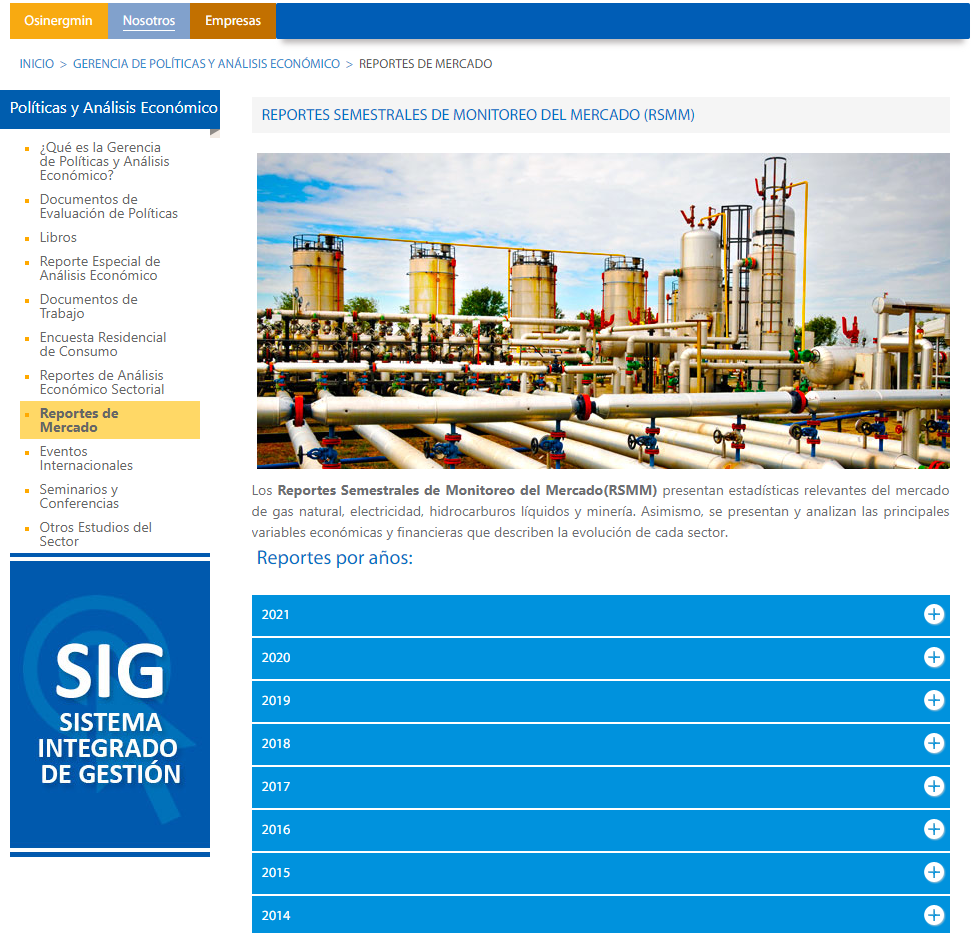 Osinergmin
Nosotros
Empresas
INICIO > GERENCIA DE POLÍTICAS Y ANÁLISIS ECONÓMICO > REPORTES DE MERCADO
Políticas y Análisis Económico
¿Qué es la Gerencia
de Políticas y Análisis
Económico?
Documentos de
Evaluación de Políticas
Libros
Reporte Especial de
Análisis Económico
Documentos de
Trabajo
Encuesta Residencial
de Consumo
Reportes de Análisis
Económico Sectorial
Reportes de
Mercado
Eventos
Internacionales
Seminarios y
Conferencias
Otros Estudios del
Sector
SIG
SISTEMA
INTEGRADO
DE GESTIÓN
REPORTES SEMESTRALES DE MONITOREO DEL MERCADO (RSMM)
Los Reportes Semestrales de Monitoreo del Mercado(RSMM) presentan estadísticas relevantes del mercado
de gas natural, electricidad, hidrocarburos líquidos y minería. Asimismo, se presentan y analizan las principales
variables económicas y financieras que describen la evolución de cada sector.
Reportes por años:
2021
2020
2019
2018
2017
2016
2015
2014